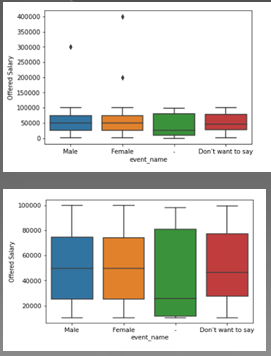 400000
350000
300000
250000
200000
150000
100000
50000
0
Offered Salary
Male Female - Don't want to say
event_name
100000
80000
60000
40000
20000
Offered Salary
Male Female - Don't want to say
event_name